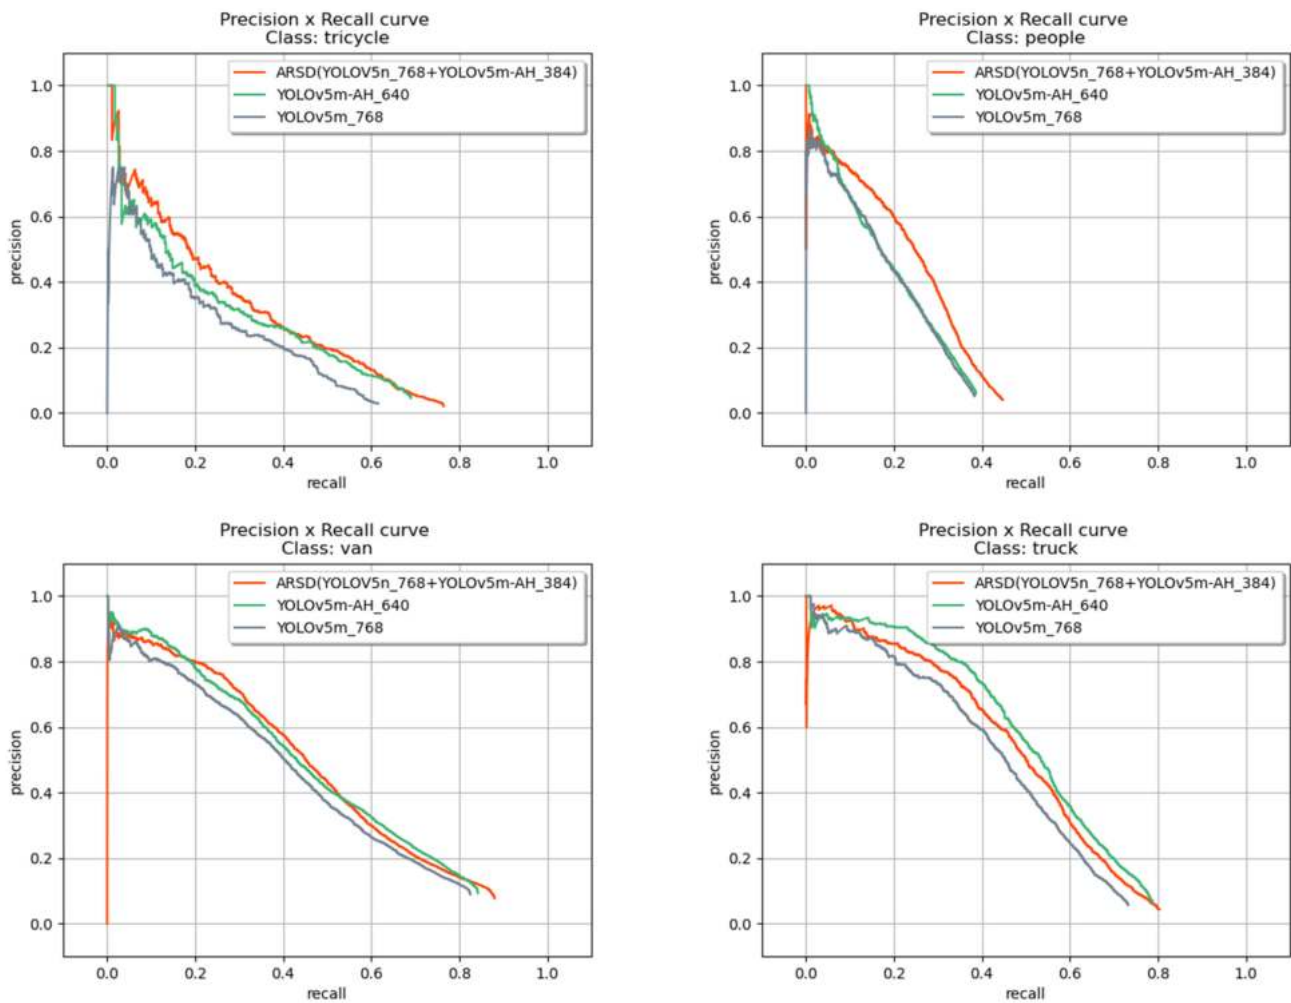 Precision x Recall curve
Class: tricycle
ARSD(YOLOV5n_768+YOLOv5m-AH_384)
YOLOv5m-AH_640
YOLOv5m_768
precision
1.0
0.8
0.6
0.4
0.2
0.0
0.0 0.2 0.4 0.6 0.8 1.0
recall
Precision x Recall curve
Class: people
ARSD(YOLOV5n_768+YOLOv5m-AH_384)
YOLOv5m-AH_640
YOLOv5m_768
precision
1.0
0.8
0.6
0.4
0.2
0.0
0.0 0.2 0.4 0.6 0.8 1.0
recall
Precision x Recall curve
Class: van
ARSD(YOLOV5n_768+YOLOv5m-AH_384)
YOLOv5m-AH_640
YOLOv5m_768
precision
1.0
0.8
0.6
0.4
0.2
0.0
0.0 0.2 0.4 0.6 0.8 1.0
recall
Precision x Recall curve
Class: truck
ARSD(YOLOV5n_768+YOLOv5m-AH_384)
YOLOv5m-AH_640
YOLOv5m_768
precision
1.0
0.8
0.6
0.4
0.2
0.0
0.0 0.2 0.4 0.6 0.8 1.0
recall